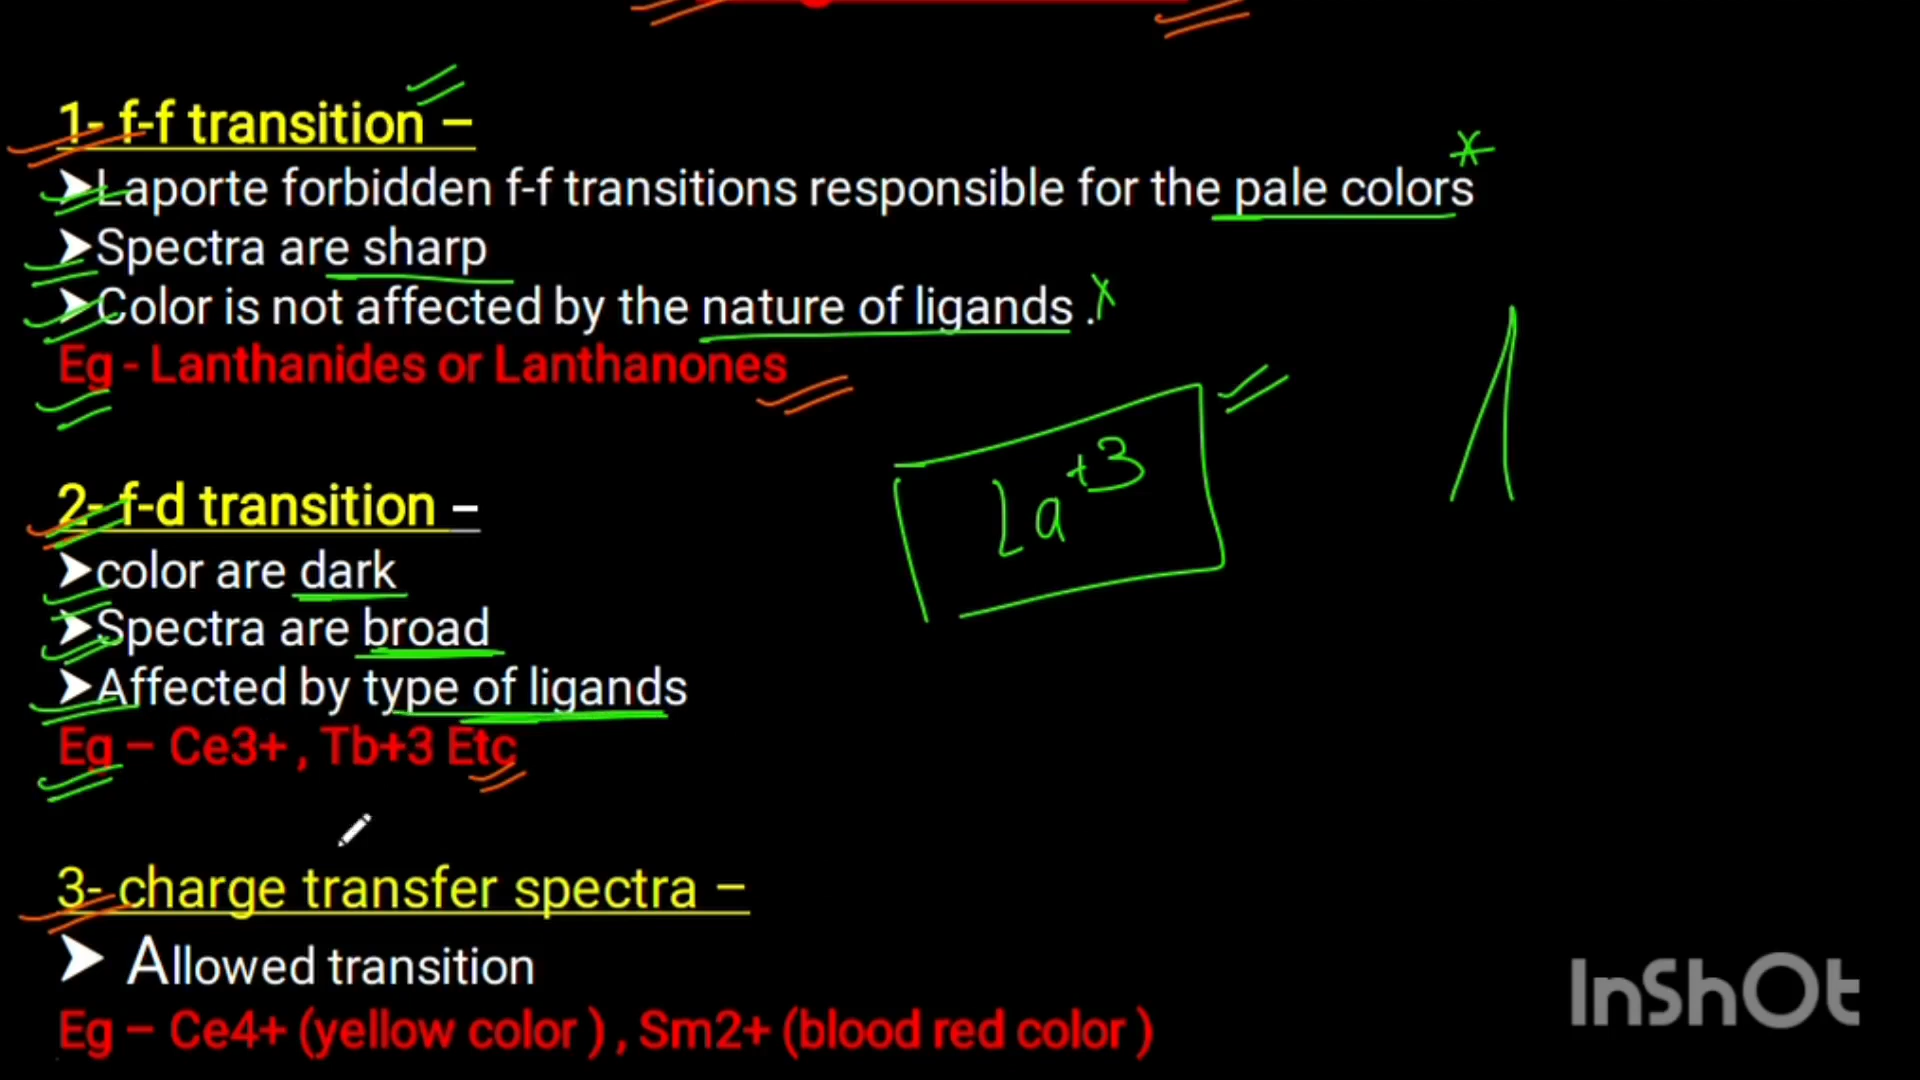 1- f-f transition –
➤Laporte forbidden f-f transitions responsible for the pale colors
➤Spectra are sharp
➤Color is not affected by the nature of ligands .
Eg - Lanthanides or Lanthanones
La+3
2- f-d transition –
➤color are dark
➤Spectra are broad
➤Affected by type of ligands
Eg – Ce3+ , Tb+3 Etc
3- charge transfer spectra –
➤ Allowed transition
Eg – Ce4+ (yellow color ) , Sm2+ (blood red color )
InShOt